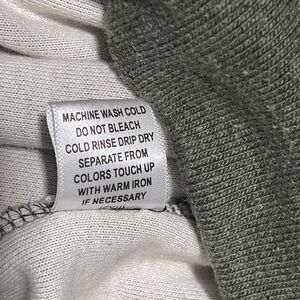 MACHINE WASH COLD
DO NOT BLEACH
COLD RINSE DRIP DRY
SEPARATE FROM
COLORS TOUCH UP
WITH WARM IRON
IF NECESSARY